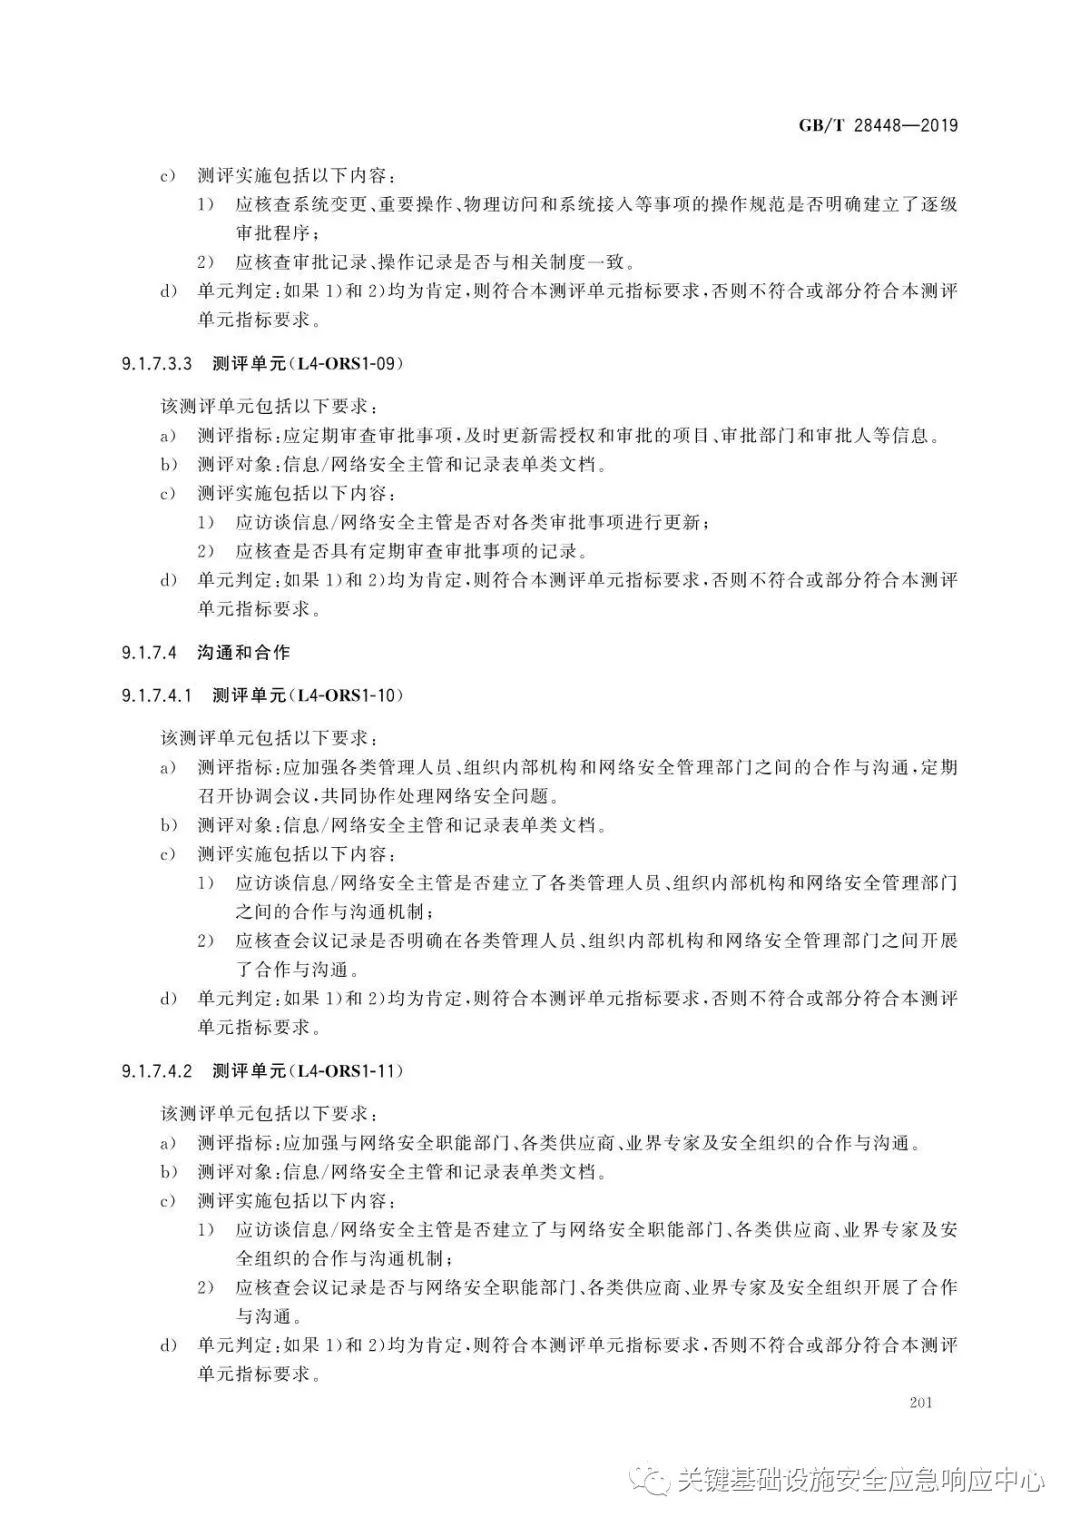 GB/T 28448—2019
c) 测评实施包括以下内容:
1) 应核查系统变更、重要操作、物理访问和系统接入等事项的操作规范是否明确建立了逐级
审批程序;
2) 应核查审批记录、操作记录是否与相关制度一致。
d) 单元判定:如果1)和2)均为肯定,则符合本测评单元指标要求,否则不符合或部分符合本测评
单元指标要求。
9.1.7.3.3 测评单元(L4-ORS1-09)
该测评单元包括以下要求:
a) 测评指标:应定期审查审批事项,及时更新需授权和审批的项目、审批部门和审批人等信息。
b) 测评对象:信息/网络安全主管和记录表单类文档。
c) 测评实施包括以下内容:
1) 应访谈信息/网络安全主管是否对各类审批事项进行更新;
2) 应核查是否具有定期审查审批事项的记录。
d) 单元判定:如果1)和2)均为肯定,则符合本测评单元指标要求,否则不符合或部分符合本测评
单元指标要求。
9.1.7.4 沟通和合作
9.1.7.4.1 测评单元(L4-ORS1-10)
该测评单元包括以下要求:
a) 测评指标:应加强各类管理人员、组织内部机构和网络安全管理部门之间的合作与沟通,定期
召开协调会议,共同协作处理网络安全问题。
b) 测评对象:信息/网络安全主管和记录表单类文档。
c) 测评实施包括以下内容:
1) 应访谈信息/网络安全主管是否建立了各类管理人员、组织内部机构和网络安全管理部门
之间的合作与沟通机制;
2) 应核查会议记录是否明确在各类管理人员、组织内部机构和网络安全管理部门之间开展
了合作与沟通。
d) 单元判定:如果1)和2)均为肯定,则符合本测评单元指标要求,否则不符合或部分符合本测评
单元指标要求。
9.1.7.4.2 测评单元(L4-ORS1-11)
该测评单元包括以下要求:
a) 测评指标:应加强与网络安全职能部门、各类供应商、业界专家及安全组织的合作与沟通。
b) 测评对象:信息/网络安全主管和记录表单类文档。
c) 测评实施包括以下内容:
1) 应访谈信息/网络安全主管是否建立了与网络安全职能部门、各类供应商、业界专家及安
全组织的合作与沟通机制;
2) 应核查会议记录是否与网络安全职能部门、各类供应商、业界专家及安全组织开展了合作
与沟通。
d) 单元判定:如果1)和2)均为肯定,则符合本测评单元指标要求,否则不符合或部分符合本测评
单元指标要求。
201
关键基础设施安全应急响应中心